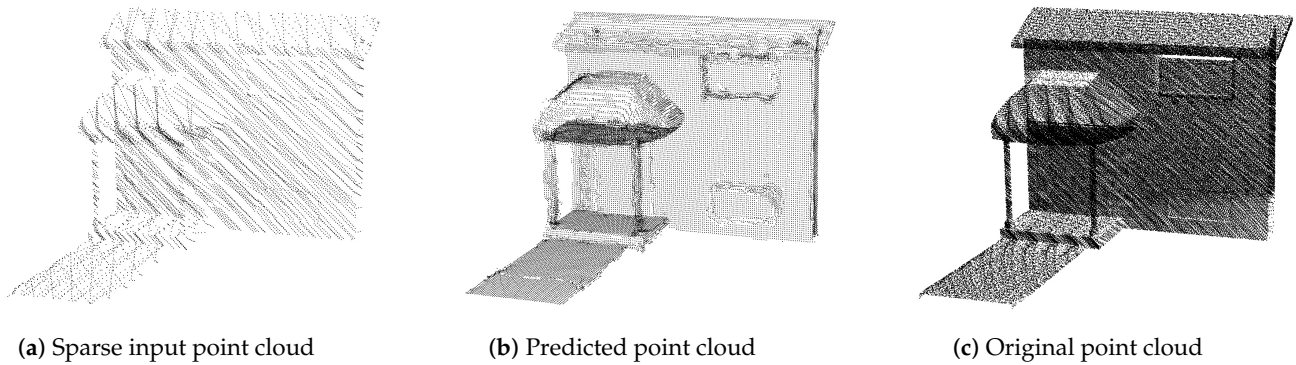 (a) Sparse input point cloud
(b) Predicted point cloud
(c) Original point cloud